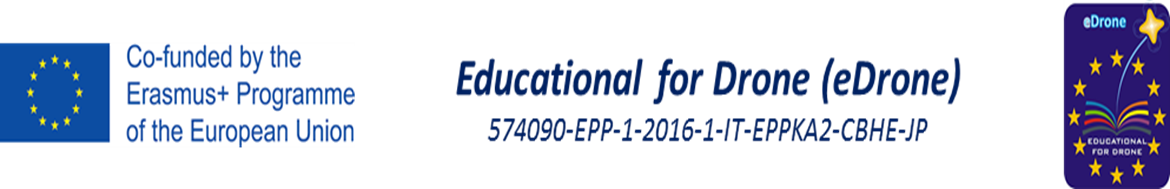 Co-funded by the
Erasmus+ Programme
of the European Union
Educational for Drone (eDrone)
574090-EPP-1-2016-1-IT-EPPKA2-CBHE-JP
eDrone
EDUCATIONAL
FOR DRONE